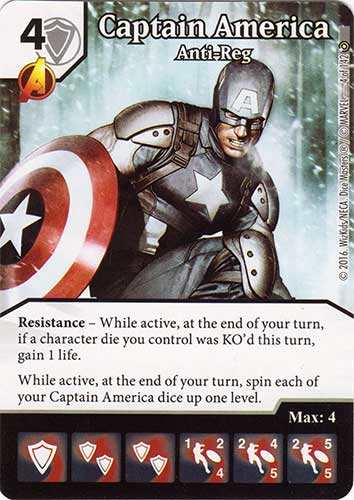 4
Captain America
Anti-Reg
Resistance – While active, at the end of your turn,
if a character die you control was KO’d this turn,
gain 1 life.
While active, at the end of your turn, spin each of
your Captain America dice up one level.
Max: 4
1 2 4
2 4 5
2 5 5
© 2016. WizKids/NECA. Dice Masters ® / © MARVEL — 4 of 142